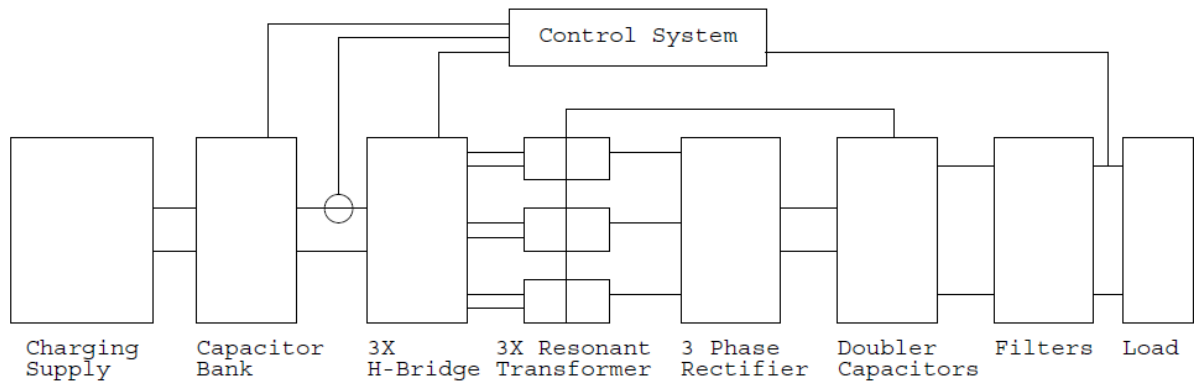 Control System
Charging
Supply
Capacitor
Bank
3X
H-Bridge
3X Resonant
Transformer
3 Phase
Rectifier
Doubler
Capacitors
Filters
Load